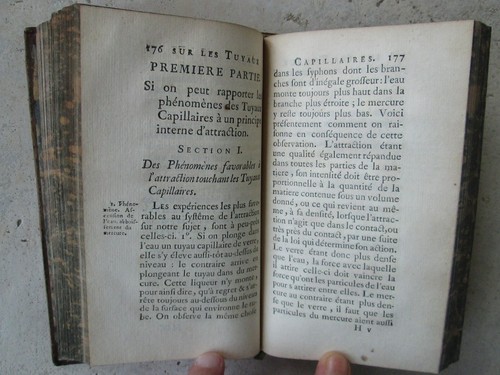 176 SUR LES TUYAUX
PREMIERE PARTIE.
Si on peut rapporter les
phénomènes des Tuyaux
Capillaires à un principe
interne d'attraction.
SECTION I.
Des Phénomènes favorables à
l'attraction touchant les Tuyaux
Capillaires.
LES expériences les plus favo-
rables au systême de l'attraction
sur notre sujet, sont à peu-près
celles-ci. 1°. Si on plonge dans
l'eau un tuyau capillaire de verre,
elle s'y éleve aussi-tôt au-dessus du
niveau : le contraire arrive en
plongeant le tuyau dans du mer-
cure. Cette liqueur n'y monte,
pour ainsi dire, qu'à regret & s'ar-
rête toujours au-dessous du niveau
de la surface qui environne le tu-
be. On observe la même chose
mercure.
CAPILLAIRES. 177
dans les syphons dont les bran-
ches sont d'inégale grosseur : l'eau
monte toujours plus haut dans la
branche plus étroite ; le mercure
y reste toujours plus bas. Voici
présentement comment on rai-
sonne en conséquence de cette
observation. L'attraction étant
une qualité également répandue
dans toutes les parties de la ma-
tiere, son intensité doit être pro-
portionnelle à la quantité de la
matiere contenue sous un volume
donné, ou ce qui revient au mê-
me, à sa densité, lorsque l'attrac-
tion n'agit que dans le contact, ou
très près du contact, par une suite
de la loi qui détermine son action.
Le verre étant plus dense
que l'eau, la force avec laquelle
il attire celle-ci doit vaincre la
force qu'ont les particules de l'eau
pour s'attirer entre elles. Le mer-
cure au contraire étant plus den-
se que le verre, il faut que les
particules du mercure aient aussi
H v